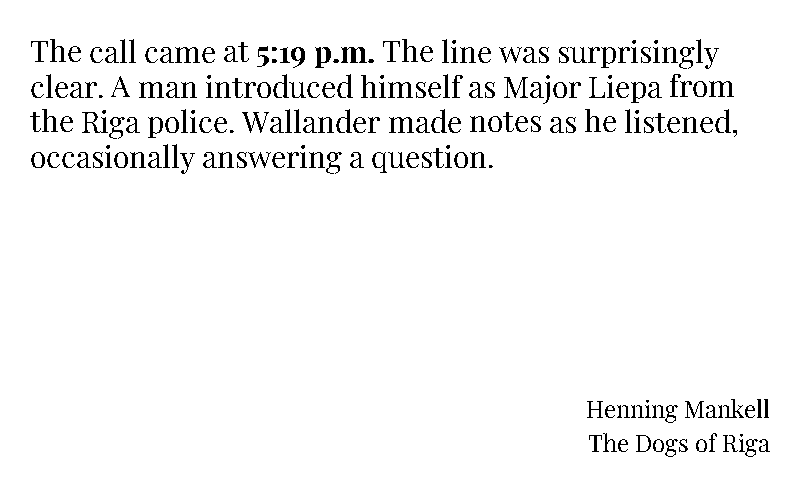 The call came at 5:19 p.m. The line was surprisingly
clear. A man introduced himself as Major Liepa from
the Riga police. Wallander made notes as he listened,
occasionally answering a question.
Henning Mankell
The Dogs of Riga